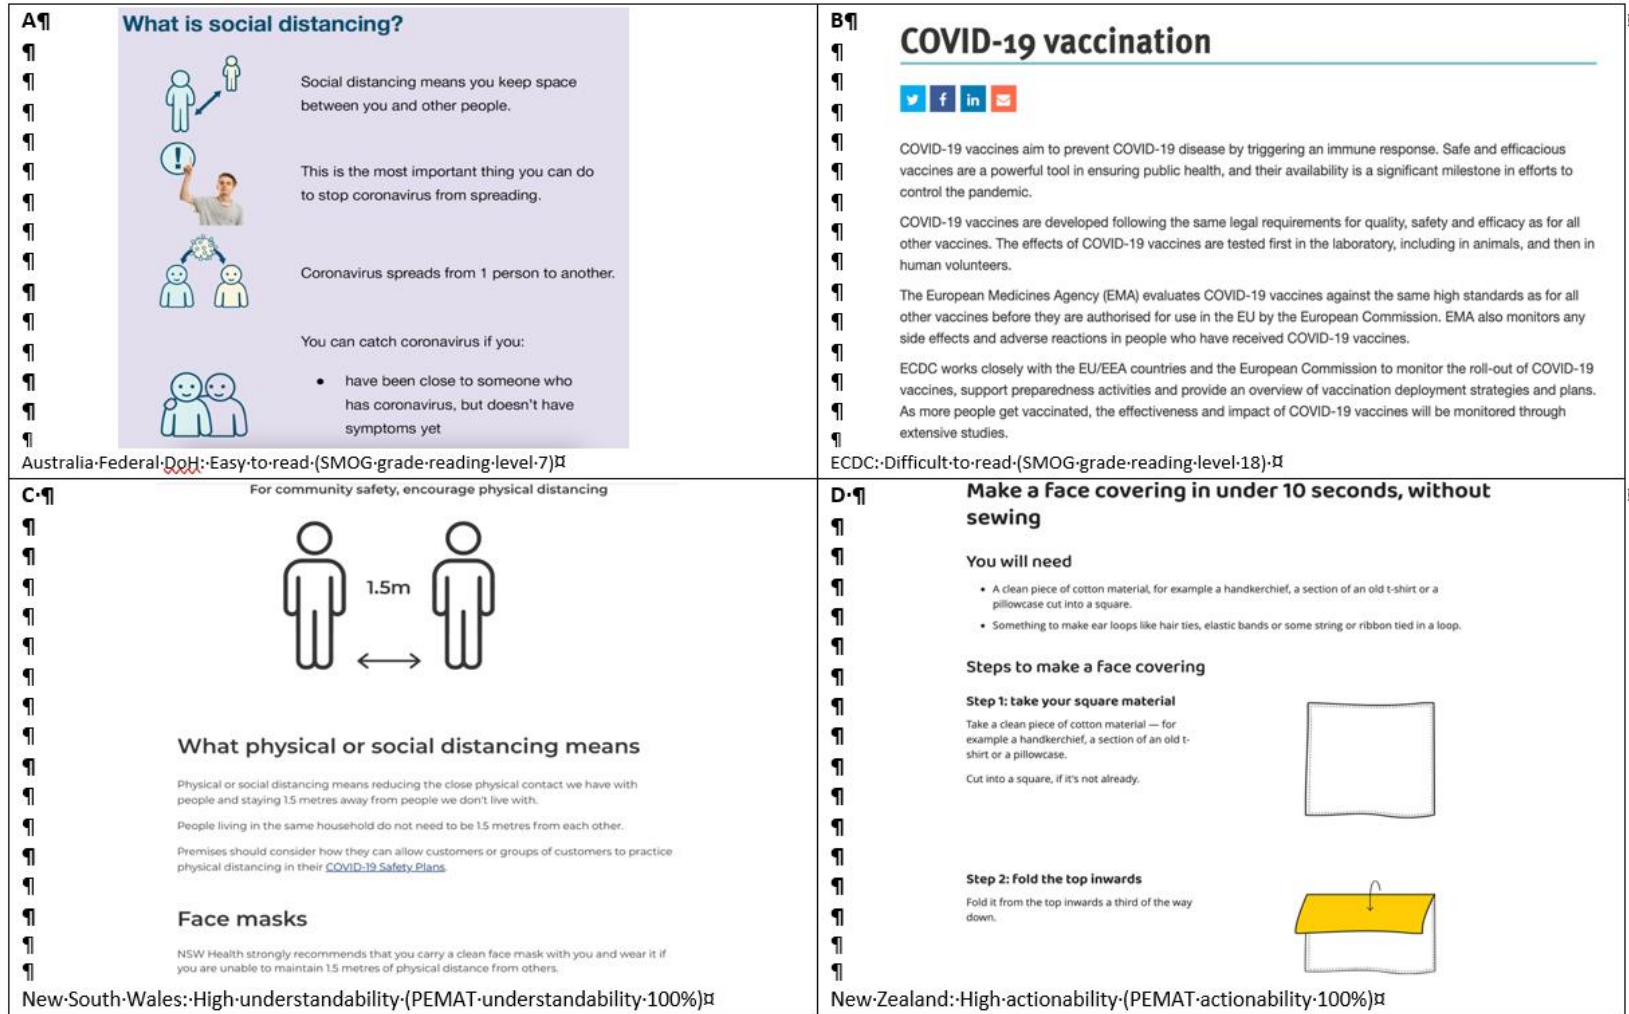 A¶
What is social distancing?
Social distancing means you keep space
between you and other people.
This is the most important thing you can do
to stop coronavirus from spreading.
Coronavirus spreads from 1 person to another.
You can catch coronavirus if you:
• have been close to someone who
has coronavirus, but doesn't have
symptoms yet
Australia·Federal·DoH:·Easy·to·read·(SMOG·grade·reading·level·7)¤
B¶
COVID-19 vaccination
COVID-19 vaccines aim to prevent COVID-19 disease by triggering an immune response. Safe and efficacious
vaccines are a powerful tool in ensuring public health, and their availability is a significant milestone in efforts to
control the pandemic.
COVID-19 vaccines are developed following the same legal requirements for quality, safety and efficacy as for all
other vaccines. The effects of COVID-19 vaccines are tested first in the laboratory, including in animals, and then in
human volunteers.
The European Medicines Agency (EMA) evaluates COVID-19 vaccines against the same high standards as for all
other vaccines before they are authorised for use in the EU by the European Commission. EMA also monitors any
side effects and adverse reactions in people who have received COVID-19 vaccines.
ECDC works closely with the EU/EEA countries and the European Commission to monitor the roll-out of COVID-19
vaccines, support preparedness activities and provide an overview of vaccination deployment strategies and plans.
As more people get vaccinated, the effectiveness and impact of COVID-19 vaccines will be monitored through
extensive studies.
ECDC:·Difficult·to·read·(SMOG·grade·reading·level·18)·¤
C·¶
For community safety, encourage physical distancing
1.5m
What physical or social distancing means
Physical or social distancing means reducing the close physical contact we have with
people and staying 1.5 metres away from people we don't live with.
People living in the same household do not need to be 1.5 metres from each other.
Premises should consider how they can allow customers or groups of customers to practice
physical distancing in their COVID-19 Safety Plans.
Face masks
NSW Health strongly recommends that you carry a clean face mask with you and wear it if
you are unable to maintain 1.5 metres of physical distance from others.
New·South·Wales:·High·understandability·(PEMAT·understandability·100%)¤
D·¶
Make a face covering in under 10 seconds, without
sewing
You will need
• A clean piece of cotton material, for example a handkerchief, a section of an old t-shirt or a
pillowcase cut into a square.
• Something to make ear loops like hair ties, elastic bands or some string or ribbon tied in a loop.
Steps to make a face covering
Step 1: take your square material
Take a clean piece of cotton material — for
example a handkerchief, a section of an old t-
shirt or a pillowcase.
Cut into a square, if it's not already.
Step 2: fold the top inwards
Fold it from the top inwards a third of the way
down.
New·Zealand:·High·actionability·(PEMAT·actionability·100%)¤